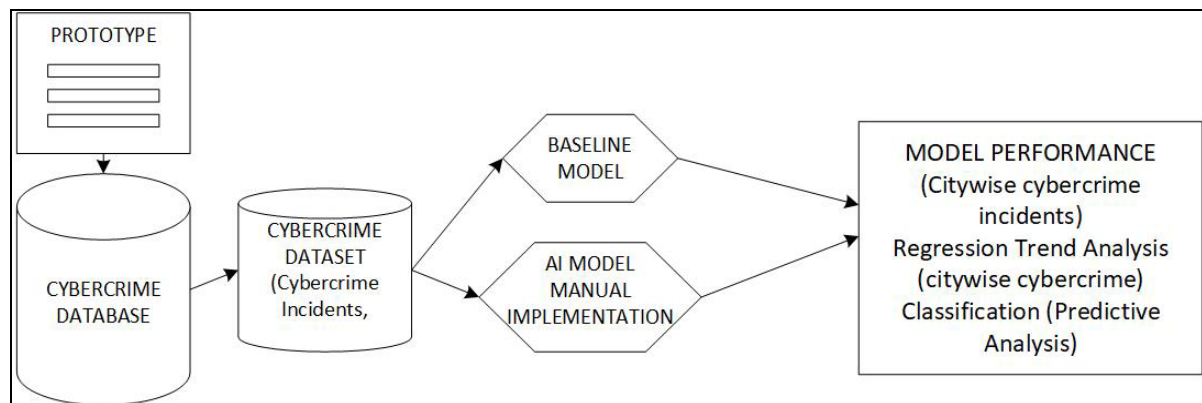 PROTOTYPE
CYBERCRIME
DATABASE
CYBERCRIME
DATASET
(Cybercrime
Incidents,
BASELINE
MODEL
AI MODEL
MANUAL
IMPLEMENTATION
MODEL PERFORMANCE
(Citywise cybercrime
incidents)
Regression Trend Analysis
(citywise cybercrime)
Classification (Predictive
Analysis)